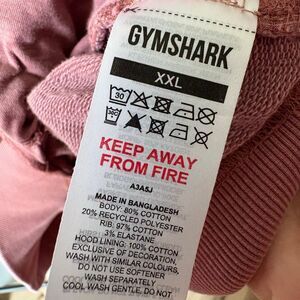 GYMSHARK
XXL
30
KEEP AWAY
FROM FIRE
A3A5J
MADE IN BANGLADESH
BODY: 80% COTTON
20% RECYCLED POLYESTER
RIB: 97% COTTON
3% ELASTANE
HOOD LINING: 100% COTTON
EXCLUSIVE OF DECORATION.
WASH WITH SIMILAR COLOURS,
DO NOT USE SOFTENER
WASH SEPARATELY
COOL WASH GENTLE. DO NOT